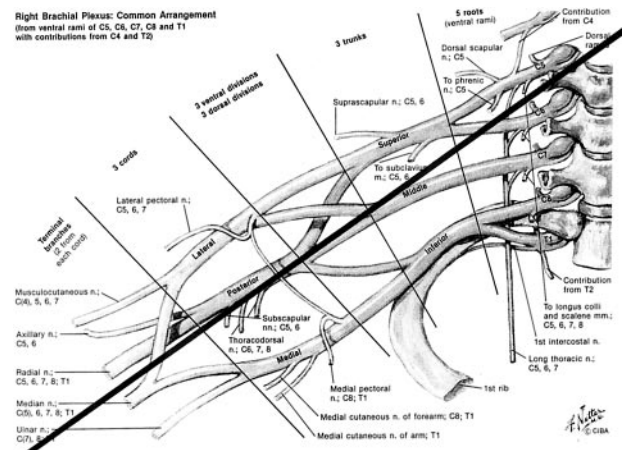 Right Brachial Plexus: Common Arrangement
(from ventral rami of C5, C6, C7, C8 and T1
with contributions from C4 and T2)
5 roots
(ventral rami)
Contribution
from C4
3 trunks
Dorsal scapular
n.; C5
Dorsal
To phrenic
n.; C5
3 ventral divisions
3 dorsal divisions
Suprascapular n.; C5, 6
C6
C7
Superior
3 cords
To subclavius
m.; C5, 6
Middle
Lateral pectoral n.;
C5, 6, 7
Terminal
branches
(2 from
each cord)
Lateral
Inferior
Posterior
Musculocutaneous n.;
C(4), 5, 6, 7
Contribution
from T2
Axillary n.;
C5, 6
Subscapular
nn.; C5, 6
To longus colli
and scalene mm.;
C5, 6, 7, 8
Thoracodorsal
n.; C6, 7, 8
1st intercostal n.
Radial n.;
C5, 6, 7, 8; T1
Medial
Long thoracic n.;
C5, 6, 7
Medial pectoral
n.; C8; T1
1st rib
Median n.;
C(5), 6, 7, 8; T1
Medial cutaneous n. of forearm; C8; T1
Ulnar n.;
C(7), 8;
Medial cutaneous n. of arm; T1
F. Netter
M.D.
© CIBA